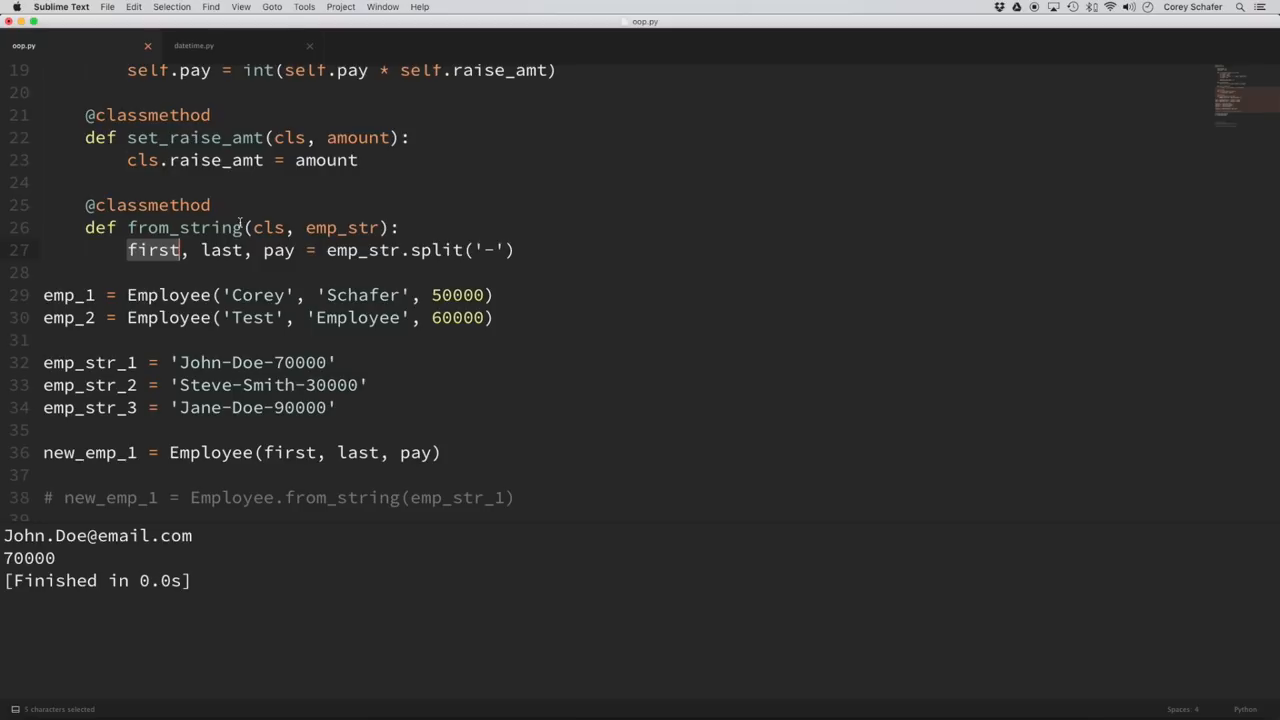 Sublime Text File Edit Selection Find View Goto Tools Project Window Help Corey Schafer
oop.py
oop.py datetime.py
19 self.pay = int(self.pay * self.raise_amt)
20
21 @classmethod
22 def set_raise_amt(cls, amount):
23 cls.raise_amt = amount
24
25 @classmethod
26 def from_string(cls, emp_str):
27 first, last, pay = emp_str.split('-')
28
29 emp_1 = Employee('Corey', 'Schafer', 50000)
30 emp_2 = Employee('Test', 'Employee', 60000)
31
32 emp_str_1 = 'John-Doe-70000'
33 emp_str_2 = 'Steve-Smith-30000'
34 emp_str_3 = 'Jane-Doe-90000'
35
36 new_emp_1 = Employee(first, last, pay)
37
38 # new_emp_1 = Employee.from_string(emp_str_1)
39
John.Doe@email.com
70000
[Finished in 0.0s]
5 characters selected Spaces: 4 Python